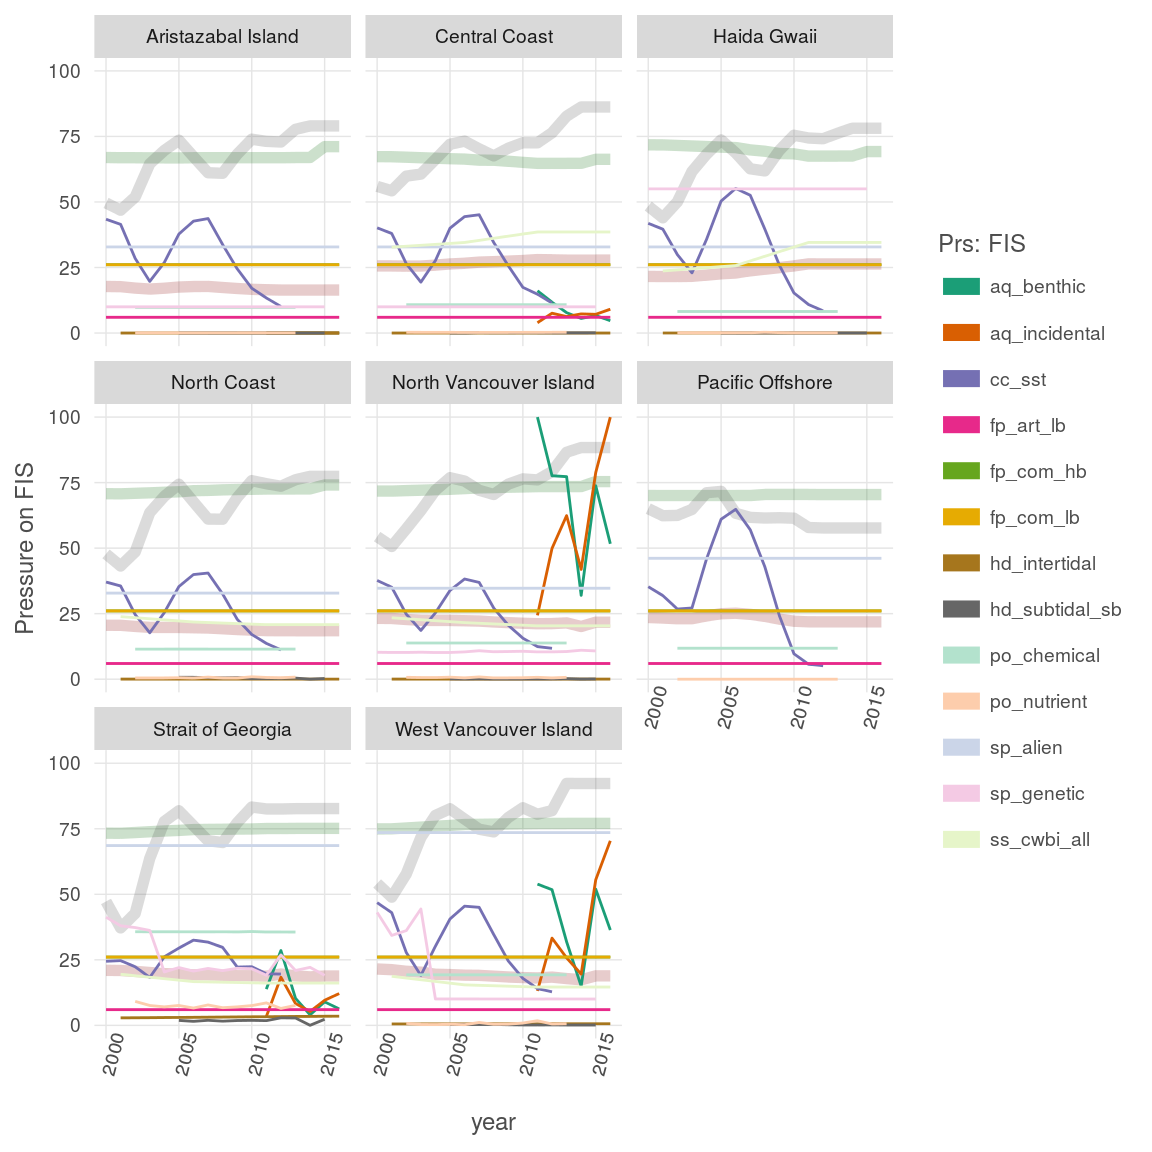 Aristazabal Island
Central Coast
Haida Gwaii
100
75
50
25
0
North Coast
North Vancouver Island
Pacific Offshore
100
75
50
25
0
2000
2005
2010
2015
Strait of Georgia
West Vancouver Island
100
75
50
25
0
2000
2005
2010
2015
2000
2005
2010
2015
year
Pressure on FIS
Prs: FIS
aq_benthic
aq_incidental
cc_sst
fp_art_lb
fp_com_hb
fp_com_lb
hd_intertidal
hd_subtidal_sb
po_chemical
po_nutrient
sp_alien
sp_genetic
ss_cwbi_all